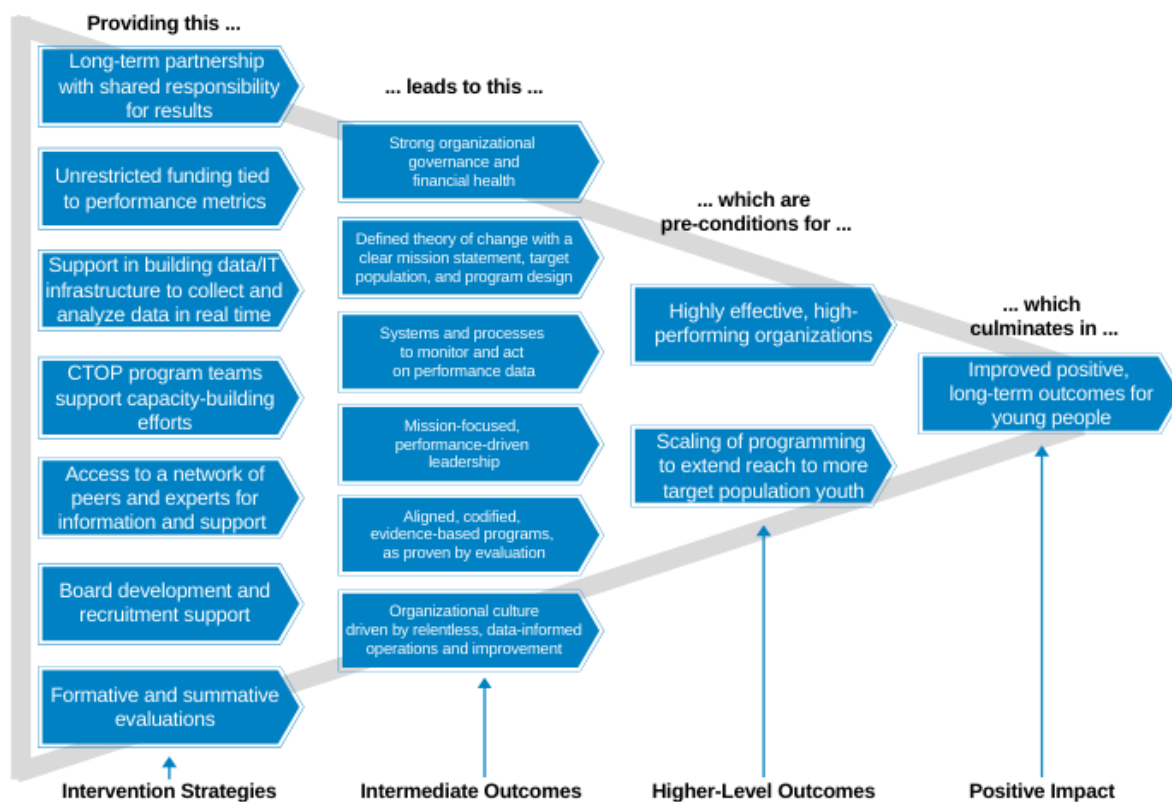 Providing this ...
Long-term partnership
with shared responsibility
for results
Unrestricted funding tied
to performance metrics
Support in building data/IT
infrastructure to collect and
analyze data in real time
CTOP program teams
support capacity-building
efforts
Access to a network of
peers and experts for
information and support
Board development and
recruitment support
Formative and summative
evaluations
Intervention Strategies
... leads to this ...
Strong organizational
governance and
financial health
Defined theory of change with a
clear mission statement, target
population, and program design
Systems and processes
to monitor and act
on performance data
Mission-focused,
performance-driven
leadership
Aligned, codified,
evidence-based programs,
as proven by evaluation
Organizational culture
driven by relentless, data-informed
operations and improvement
Intermediate Outcomes
... which are
pre-conditions for ...
Highly effective, high-
performing organizations
Scaling of programming
to extend reach to more
target population youth
Higher-Level Outcomes
... which
culminates in ...
Improved positive,
long-term outcomes for
young people
Positive Impact